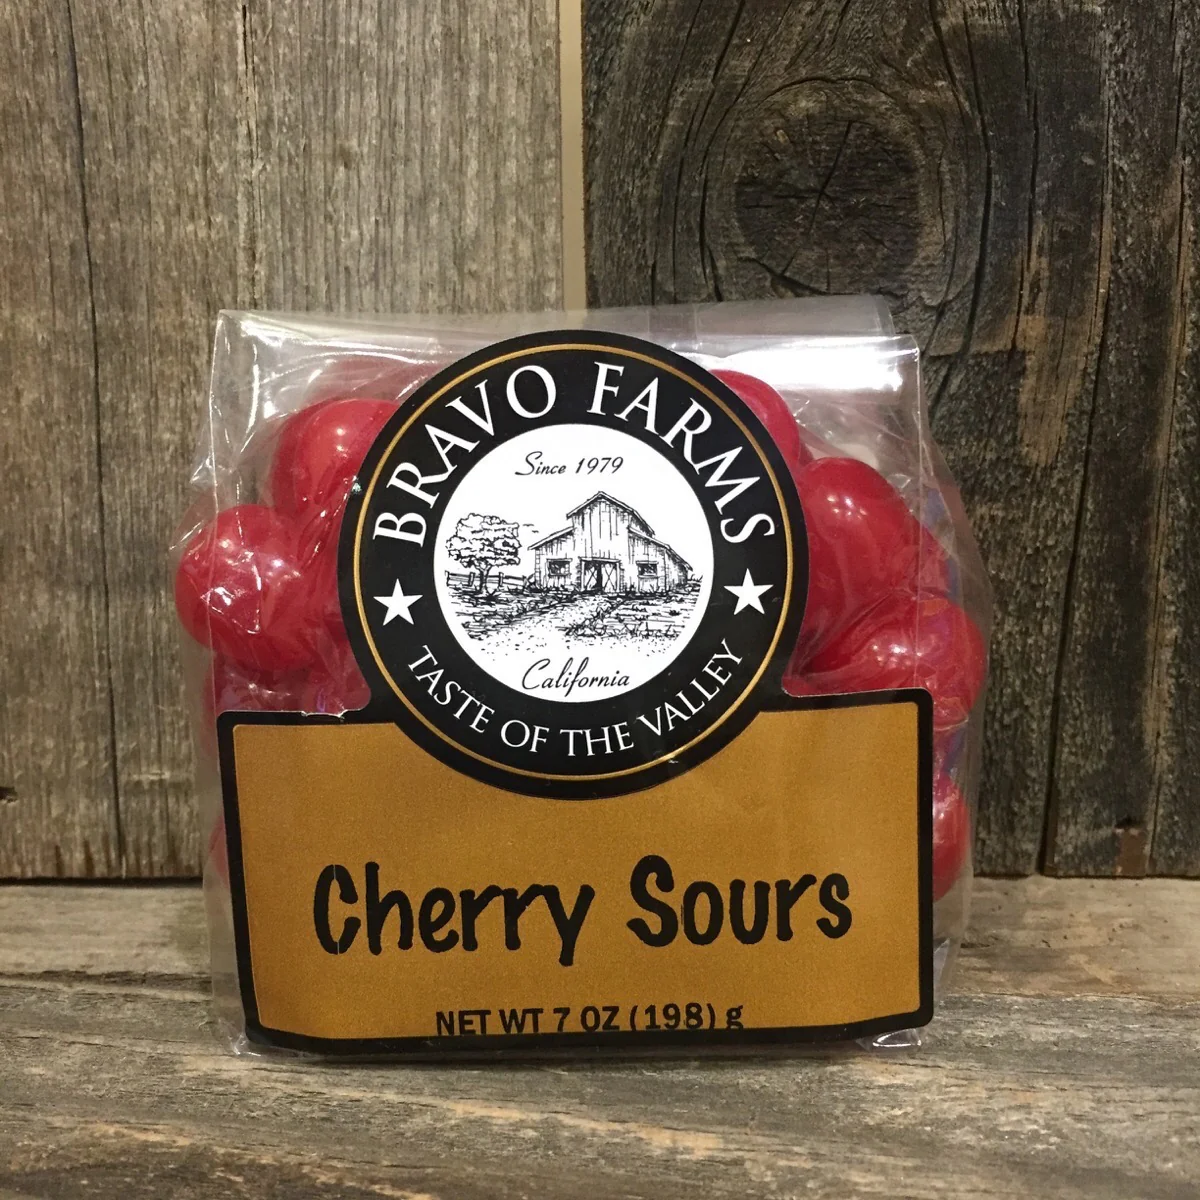 BRAVO FARMS
Since 1979
California
TASTE OF THE VALLEY
Cherry Sours
NET WT 7 OZ (198) g